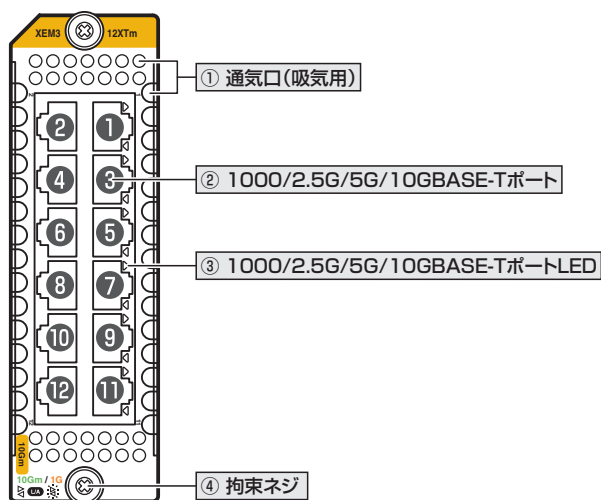 XEM3 12XTm
① 通気口(吸気用)
2 1
② 1000/2.5G/5G/10GBASE-Tポート
4 3
6 5
③ 1000/2.5G/5G/10GBASE-TポートLED
8 7
10 9
12 11
10Gm
10Gm / 1G
L/A
④ 拘束ネジ